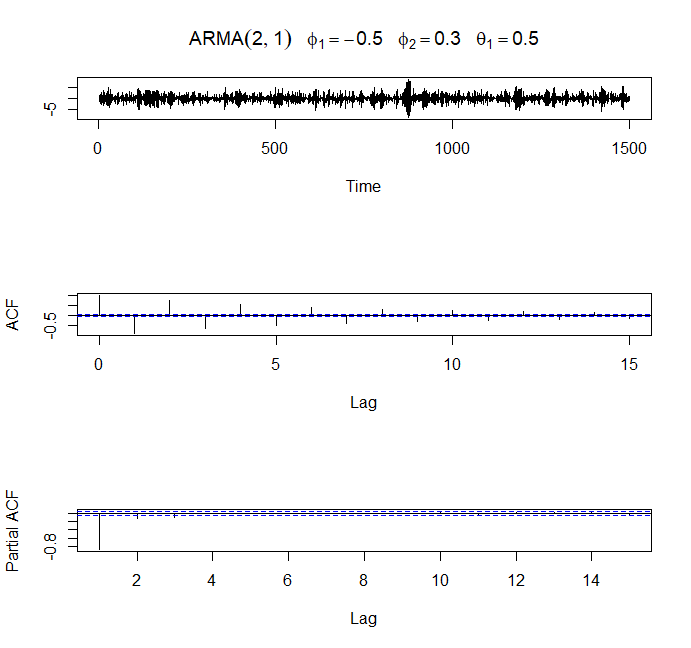 ARMA(2, 1) ϕ₁ = −0.5 ϕ₂ = 0.3 θ₁ = 0.5
-5
0 500 1000 1500
Time
ACF
-0.5
0 5 10 15
Lag
Partial ACF
-0.8
2 4 6 8 10 12 14
Lag